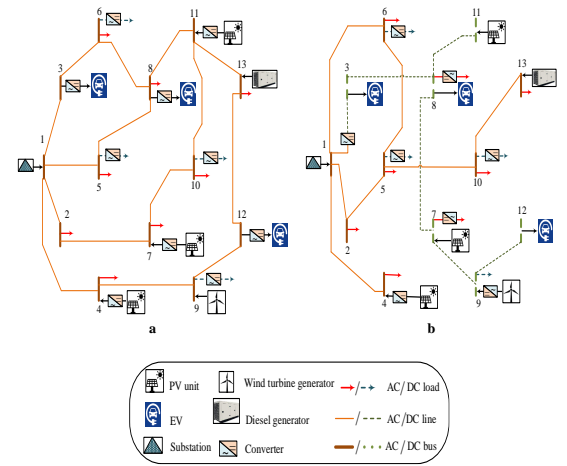 6
11
3
8
13
1
5
10
2
7
12
4
9
a
6
11
3
13
8
1
5
10
2
7
12
4
9
b
PV unit
Wind turbine generator
/
AC/DC load
EV
Diesel generator
/
AC/DC line
Substation
Converter
/
AC/DC bus